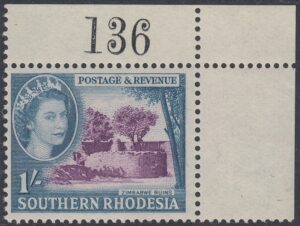 136
POSTAGE & REVENUE
1/-
ZIMBABWE RUINS
SOUTHERN RHODESIA